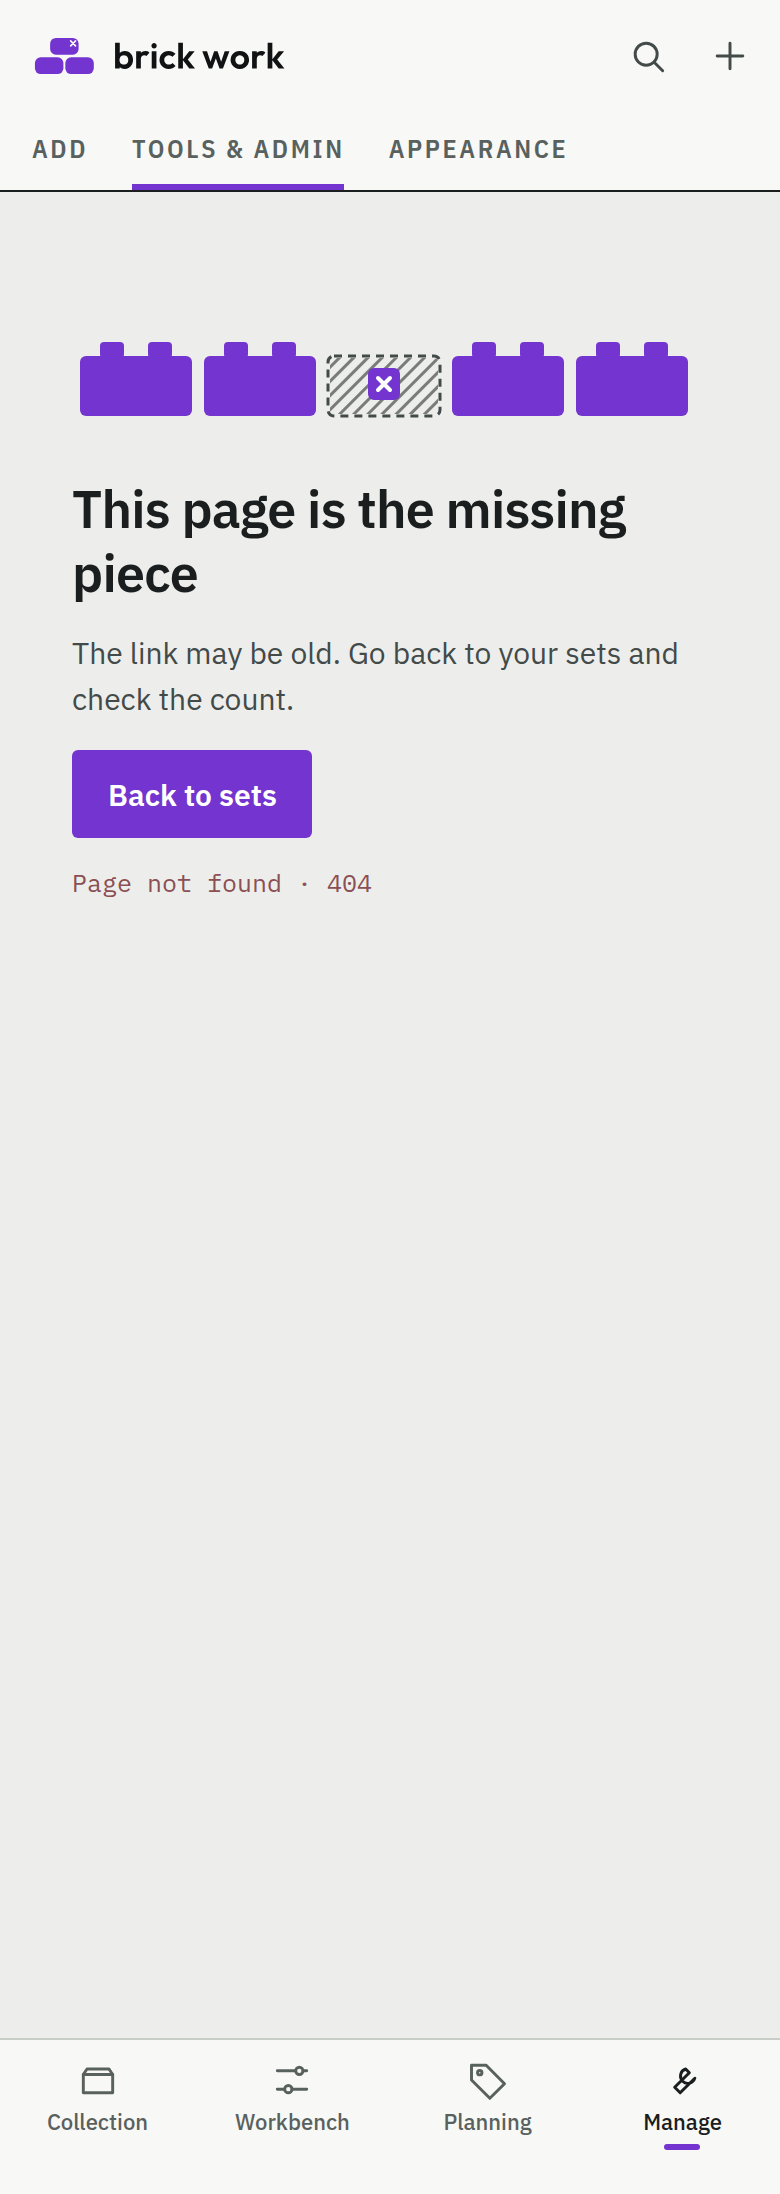 brick work
ADD TOOLS & ADMIN APPEARANCE
This page is the missing
piece
The link may be old. Go back to your sets and
check the count.
Back to sets
Page not found · 404
Collection Workbench Planning Manage